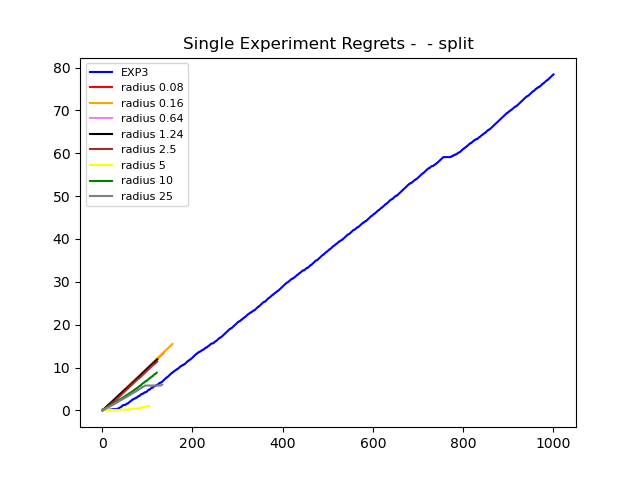 Single Experiment Regrets -  - split
80
70
60
50
40
30
20
10
0
EXP3
radius 0.08
radius 0.16
radius 0.64
radius 1.24
radius 2.5
radius 5
radius 10
radius 25
0 200 400 600 800 1000